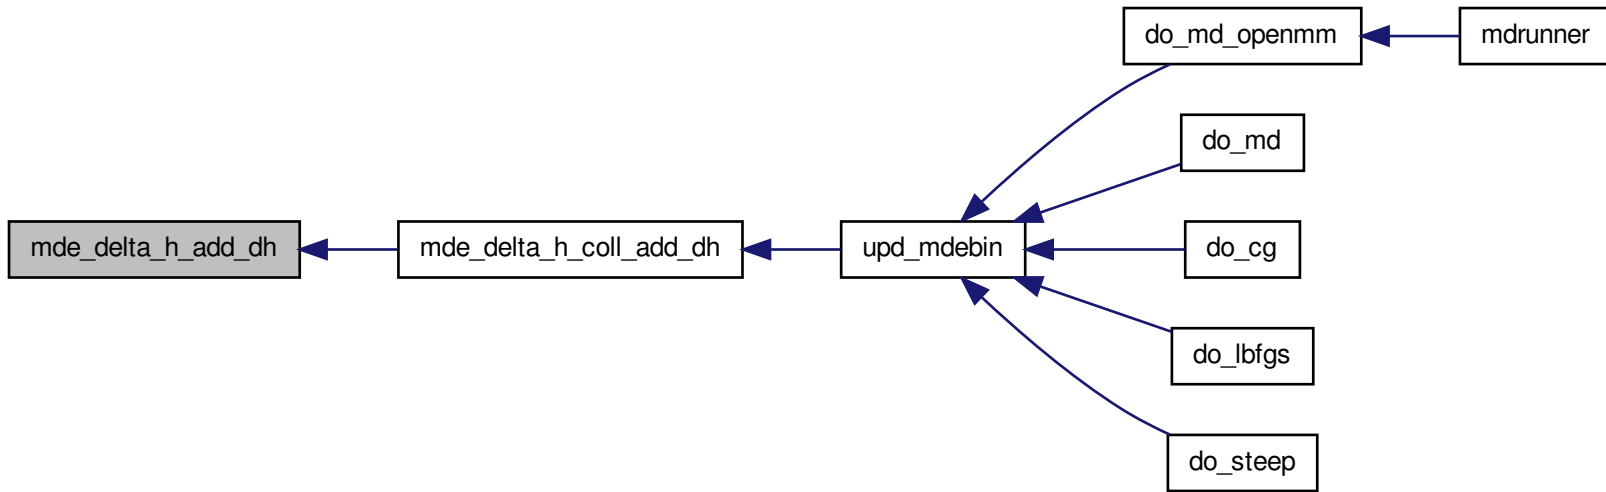 do_md_openmm
mdrunner
do_md
mde_delta_h_add_dh
mde_delta_h_coll_add_dh
upd_mdebin
do_cg
do_lbfgs
do_steep